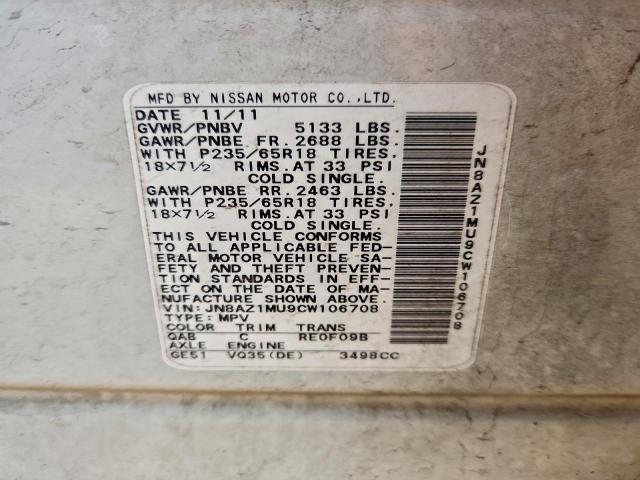 MFD BY NISSAN MOTOR CO.,LTD.
DATE 11/11
GVWR/PNBV 5133 LBS.
GAWR/PNBE FR. 2688 LBS.
WITH P235/65R18 TIRES.
18×7½ RIMS.AT 33 PSI
COLD SINGLE.
GAWR/PNBE RR. 2463 LBS.
WITH P235/65R18 TIRES.
18×7½ RIMS.AT 33 PSI
COLD SINGLE.
THIS VEHICLE CONFORMS
TO ALL APPLICABLE FED-
ERAL MOTOR VEHICLE SA-
FETY AND THEFT PREVEN-
TION STANDARDS IN EFF-
ECT ON THE DATE OF MA-
NUFACTURE SHOWN ABOVE.
VIN: JN8AZ1MU9CW106708
TYPE: MPV
COLOR TRIM TRANS
QAB C RE0F09B
AXLE ENGINE
GE51 VQ35(DE) 3498CC
JN8AZ1MU9CW106708